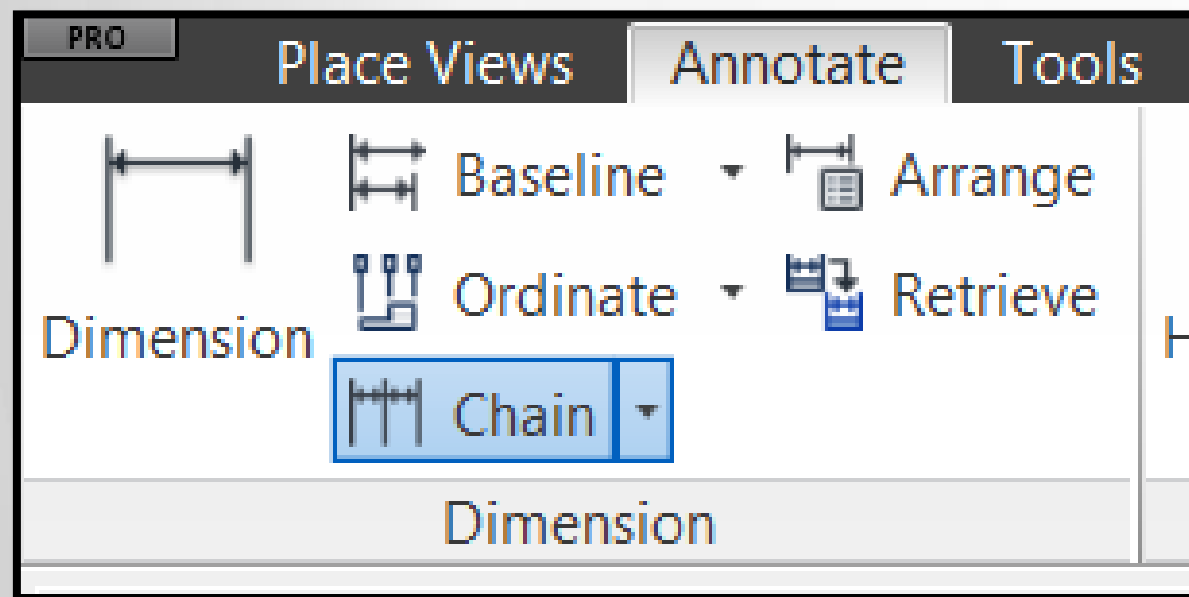 PRO
Place Views Annotate Tools
Baseline Arrange
Ordinate Retrieve
Dimension
Chain
Dimension